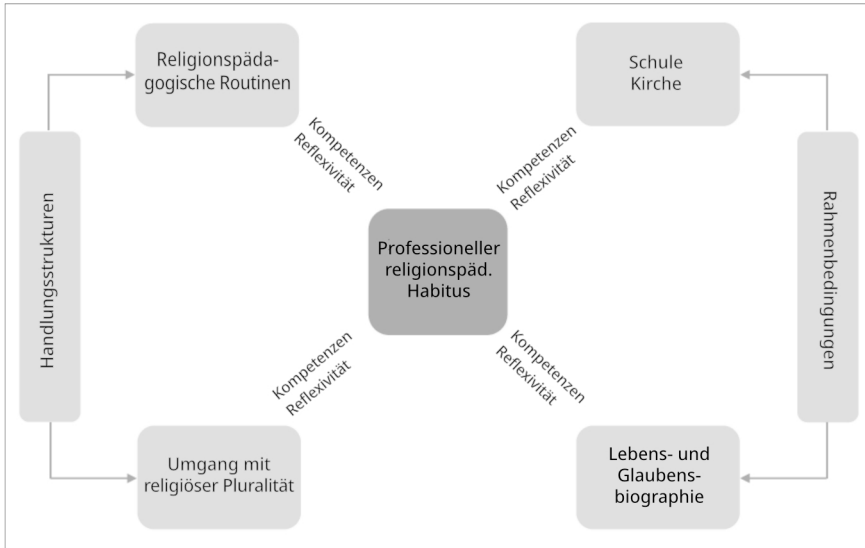 Religionspäda-
gogische Routinen
Schule
Kirche
Kompetenzen
Reflexivität
Kompetenzen
Reflexivität
Handlungsstrukturen
Professioneller
religionspäd.
Habitus
Rahmenbedingungen
Kompetenzen
Reflexivität
Kompetenzen
Reflexivität
Umgang mit
religiöser Pluralität
Lebens- und
Glaubens-
biographie